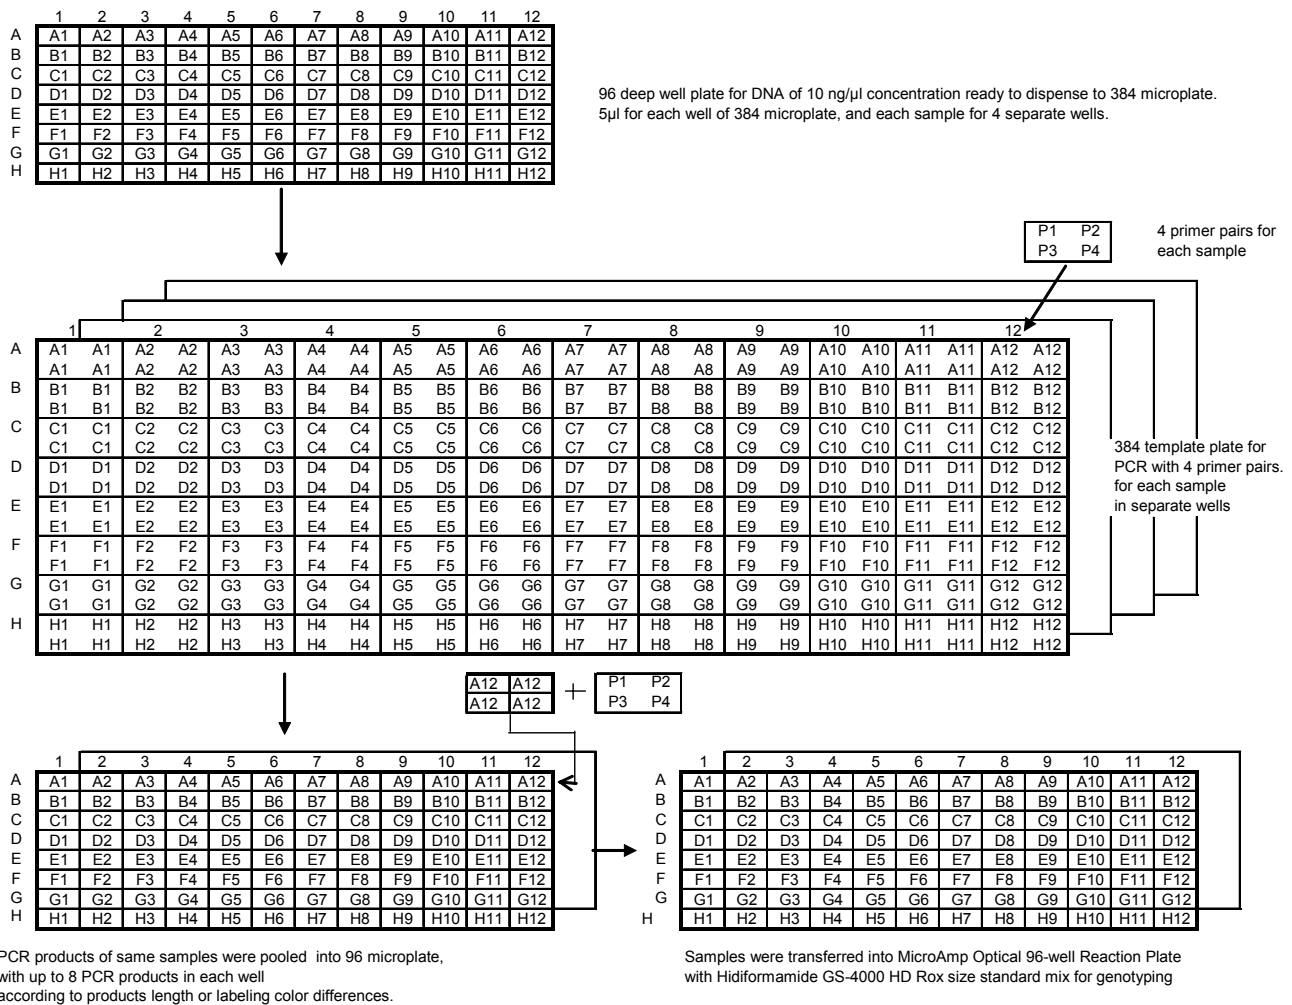 1 2 3 4 5 6 7 8 9 10 11 12
A A1 A2 A3 A4 A5 A6 A7 A8 A9 A10 A11 A12
B B1 B2 B3 B4 B5 B6 B7 B8 B9 B10 B11 B12
C C1 C2 C3 C4 C5 C6 C7 C8 C9 C10 C11 C12
D D1 D2 D3 D4 D5 D6 D7 D8 D9 D10 D11 D12
E E1 E2 E3 E4 E5 E6 E7 E8 E9 E10 E11 E12
F F1 F2 F3 F4 F5 F6 F7 F8 F9 F10 F11 F12
G G1 G2 G3 G4 G5 G6 G7 G8 G9 G10 G11 G12
H H1 H2 H3 H4 H5 H6 H7 H8 H9 H10 H11 H12
96 deep well plate for DNA of 10 ng/µl concentration ready to dispense to 384 microplate.
5µl for each well of 384 microplate, and each sample for 4 separate wells.
P1 P2
P3 P4
4 primer pairs for
each sample
1 2 3 4 5 6 7 8 9 10 11 12
A A1 A1 A2 A2 A3 A3 A4 A4 A5 A5 A6 A6 A7 A7 A8 A8 A9 A9 A10 A10 A11 A11 A12 A12
A1 A1 A2 A2 A3 A3 A4 A4 A5 A5 A6 A6 A7 A7 A8 A8 A9 A9 A10 A10 A11 A11 A12 A12
B B1 B1 B2 B2 B3 B3 B4 B4 B5 B5 B6 B6 B7 B7 B8 B8 B9 B9 B10 B10 B11 B11 B12 B12
B1 B1 B2 B2 B3 B3 B4 B4 B5 B5 B6 B6 B7 B7 B8 B8 B9 B9 B10 B10 B11 B11 B12 B12
C C1 C1 C2 C2 C3 C3 C4 C4 C5 C5 C6 C6 C7 C7 C8 C8 C9 C9 C10 C10 C11 C11 C12 C12
C1 C1 C2 C2 C3 C3 C4 C4 C5 C5 C6 C6 C7 C7 C8 C8 C9 C9 C10 C10 C11 C11 C12 C12
D D1 D1 D2 D2 D3 D3 D4 D4 D5 D5 D6 D6 D7 D7 D8 D8 D9 D9 D10 D10 D11 D11 D12 D12
D1 D1 D2 D2 D3 D3 D4 D4 D5 D5 D6 D6 D7 D7 D8 D8 D9 D9 D10 D10 D11 D11 D12 D12
E E1 E1 E2 E2 E3 E3 E4 E4 E5 E5 E6 E6 E7 E7 E8 E8 E9 E9 E10 E10 E11 E11 E12 E12
E1 E1 E2 E2 E3 E3 E4 E4 E5 E5 E6 E6 E7 E7 E8 E8 E9 E9 E10 E10 E11 E11 E12 E12
F F1 F1 F2 F2 F3 F3 F4 F4 F5 F5 F6 F6 F7 F7 F8 F8 F9 F9 F10 F10 F11 F11 F12 F12
F1 F1 F2 F2 F3 F3 F4 F4 F5 F5 F6 F6 F7 F7 F8 F8 F9 F9 F10 F10 F11 F11 F12 F12
G G1 G1 G2 G2 G3 G3 G4 G4 G5 G5 G6 G6 G7 G7 G8 G8 G9 G9 G10 G10 G11 G11 G12 G12
G1 G1 G2 G2 G3 G3 G4 G4 G5 G5 G6 G6 G7 G7 G8 G8 G9 G9 G10 G10 G11 G11 G12 G12
H H1 H1 H2 H2 H3 H3 H4 H4 H5 H5 H6 H6 H7 H7 H8 H8 H9 H9 H10 H10 H11 H11 H12 H12
H1 H1 H2 H2 H3 H3 H4 H4 H5 H5 H6 H6 H7 H7 H8 H8 H9 H9 H10 H10 H11 H11 H12 H12
384 template plate for
PCR with 4 primer pairs.
for each sample
in separate wells
A12 A12 + P1 P2
A12 A12 P3 P4
1 2 3 4 5 6 7 8 9 10 11 12
A A1 A2 A3 A4 A5 A6 A7 A8 A9 A10 A11 A12
B B1 B2 B3 B4 B5 B6 B7 B8 B9 B10 B11 B12
C C1 C2 C3 C4 C5 C6 C7 C8 C9 C10 C11 C12
D D1 D2 D3 D4 D5 D6 D7 D8 D9 D10 D11 D12
E E1 E2 E3 E4 E5 E6 E7 E8 E9 E10 E11 E12
F F1 F2 F3 F4 F5 F6 F7 F8 F9 F10 F11 F12
G G1 G2 G3 G4 G5 G6 G7 G8 G9 G10 G11 G12
H H1 H2 H3 H4 H5 H6 H7 H8 H9 H10 H11 H12
PCR products of same samples were pooled into 96 microplate,
with up to 8 PCR products in each well
according to products length or labeling color differences.
1 2 3 4 5 6 7 8 9 10 11 12
A A1 A2 A3 A4 A5 A6 A7 A8 A9 A10 A11 A12
B B1 B2 B3 B4 B5 B6 B7 B8 B9 B10 B11 B12
C C1 C2 C3 C4 C5 C6 C7 C8 C9 C10 C11 C12
D D1 D2 D3 D4 D5 D6 D7 D8 D9 D10 D11 D12
E E1 E2 E3 E4 E5 E6 E7 E8 E9 E10 E11 E12
F F1 F2 F3 F4 F5 F6 F7 F8 F9 F10 F11 F12
G G1 G2 G3 G4 G5 G6 G7 G8 G9 G10 G11 G12
H H1 H2 H3 H4 H5 H6 H7 H8 H9 H10 H11 H12
Samples were transferred into MicroAmp Optical 96-well Reaction Plate
with Hidiformamide GS-4000 HD Rox size standard mix for genotyping